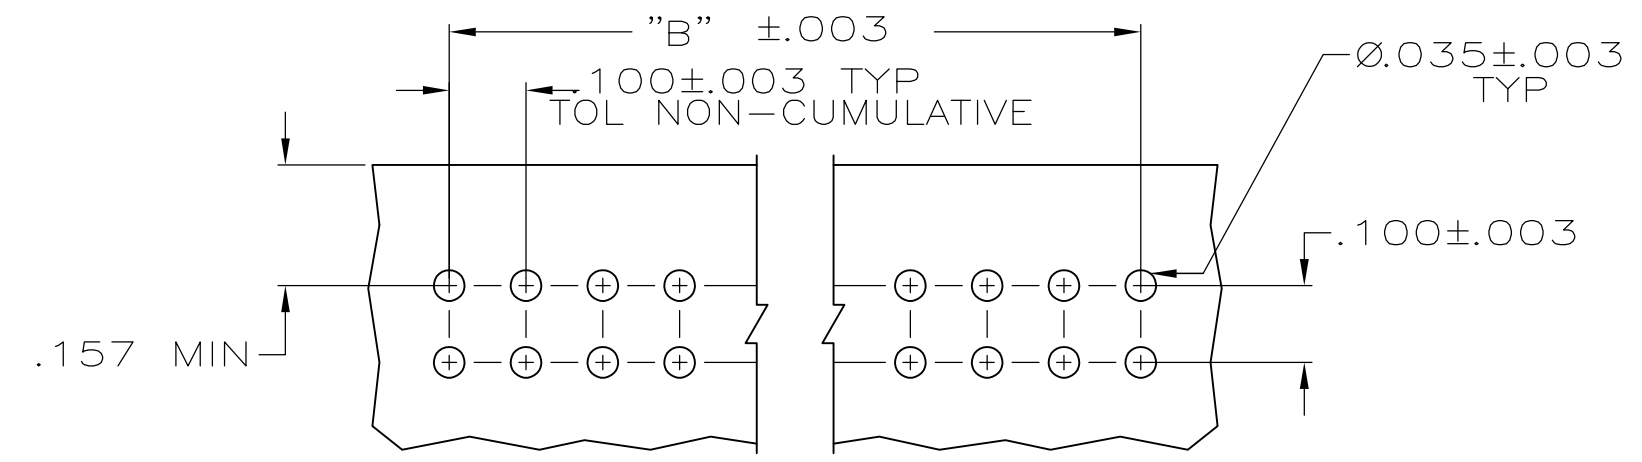 "B" ±.003
.100±.003 TYP
TOL NON-CUMULATIVE
Ø.035±.003
TYP
.100±.003
.157 MIN